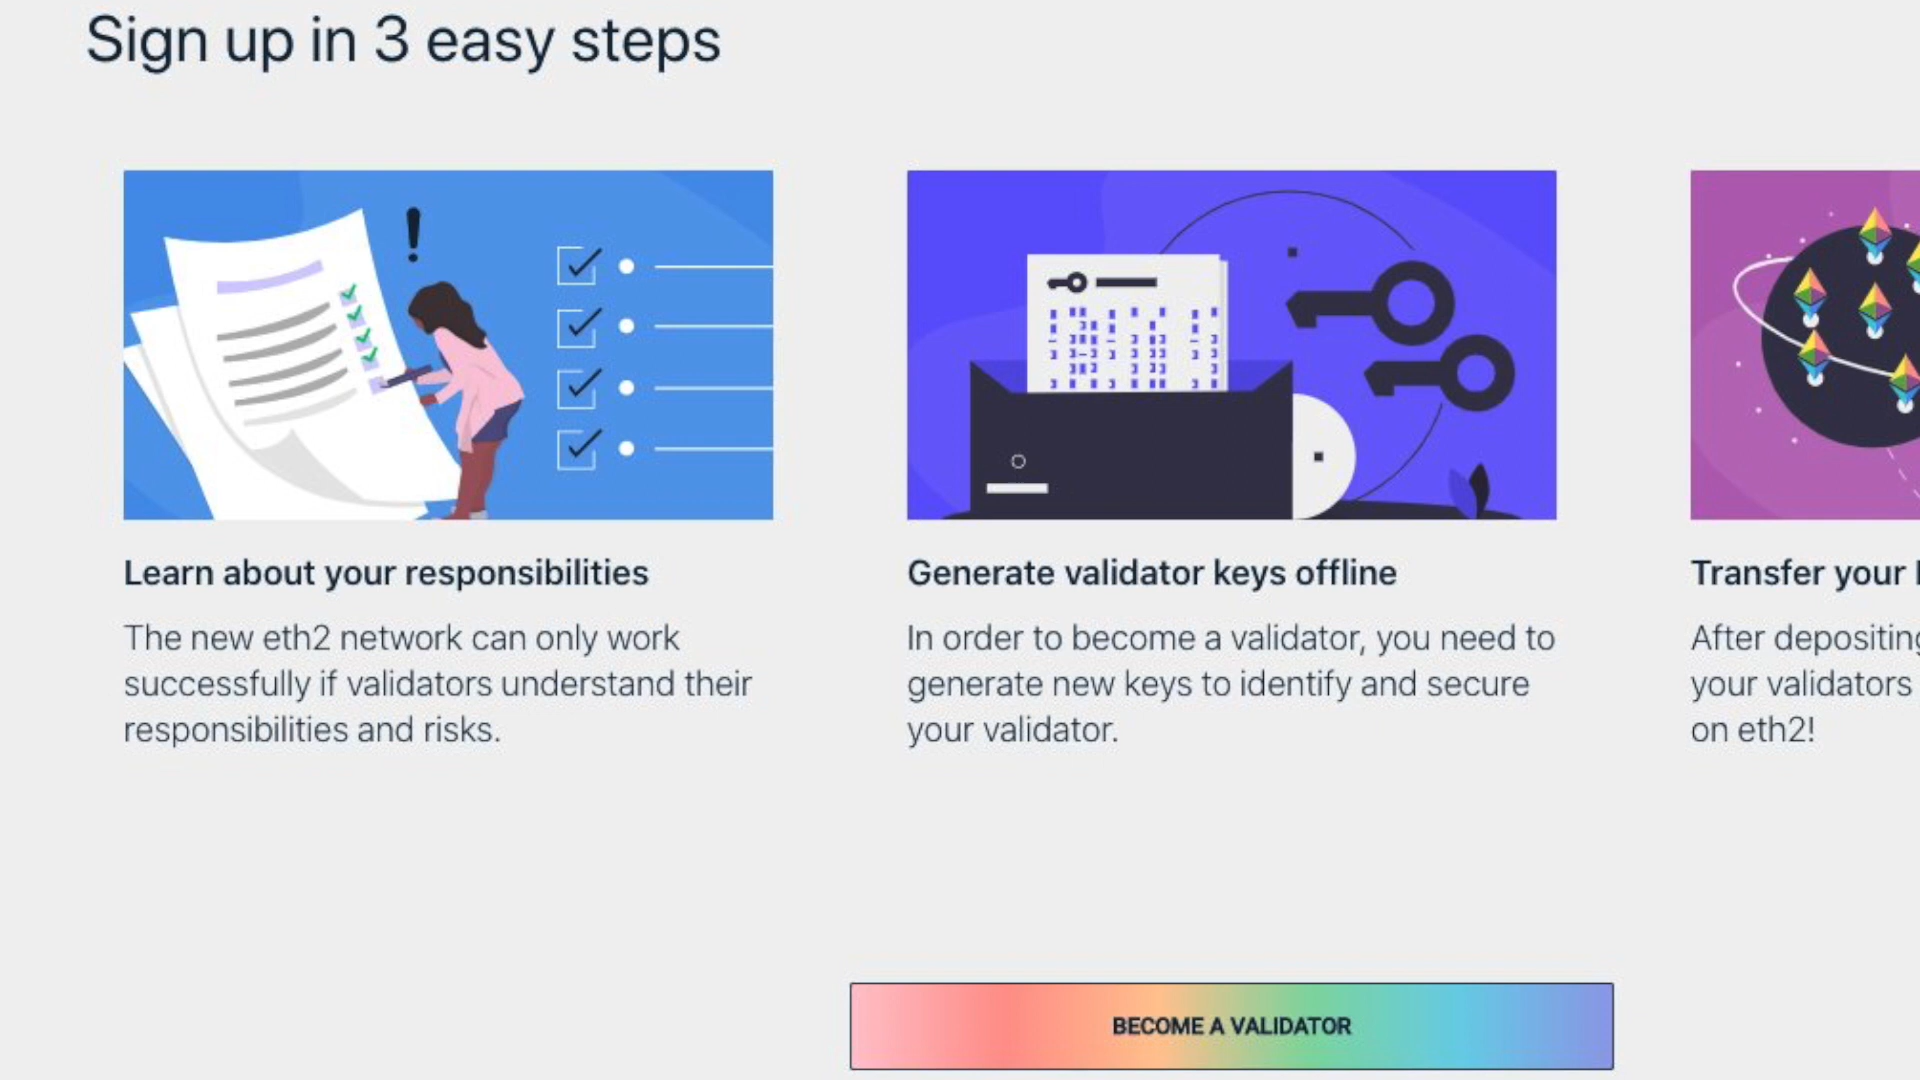 Sign up in 3 easy steps
Learn about your responsibilities
The new eth2 network can only work
successfully if validators understand their
responsibilities and risks.
Generate validator keys offline
In order to become a validator, you need to
generate new keys to identify and secure
your validator.
Transfer your
After depositing
your validators
on eth2!
BECOME A VALIDATOR